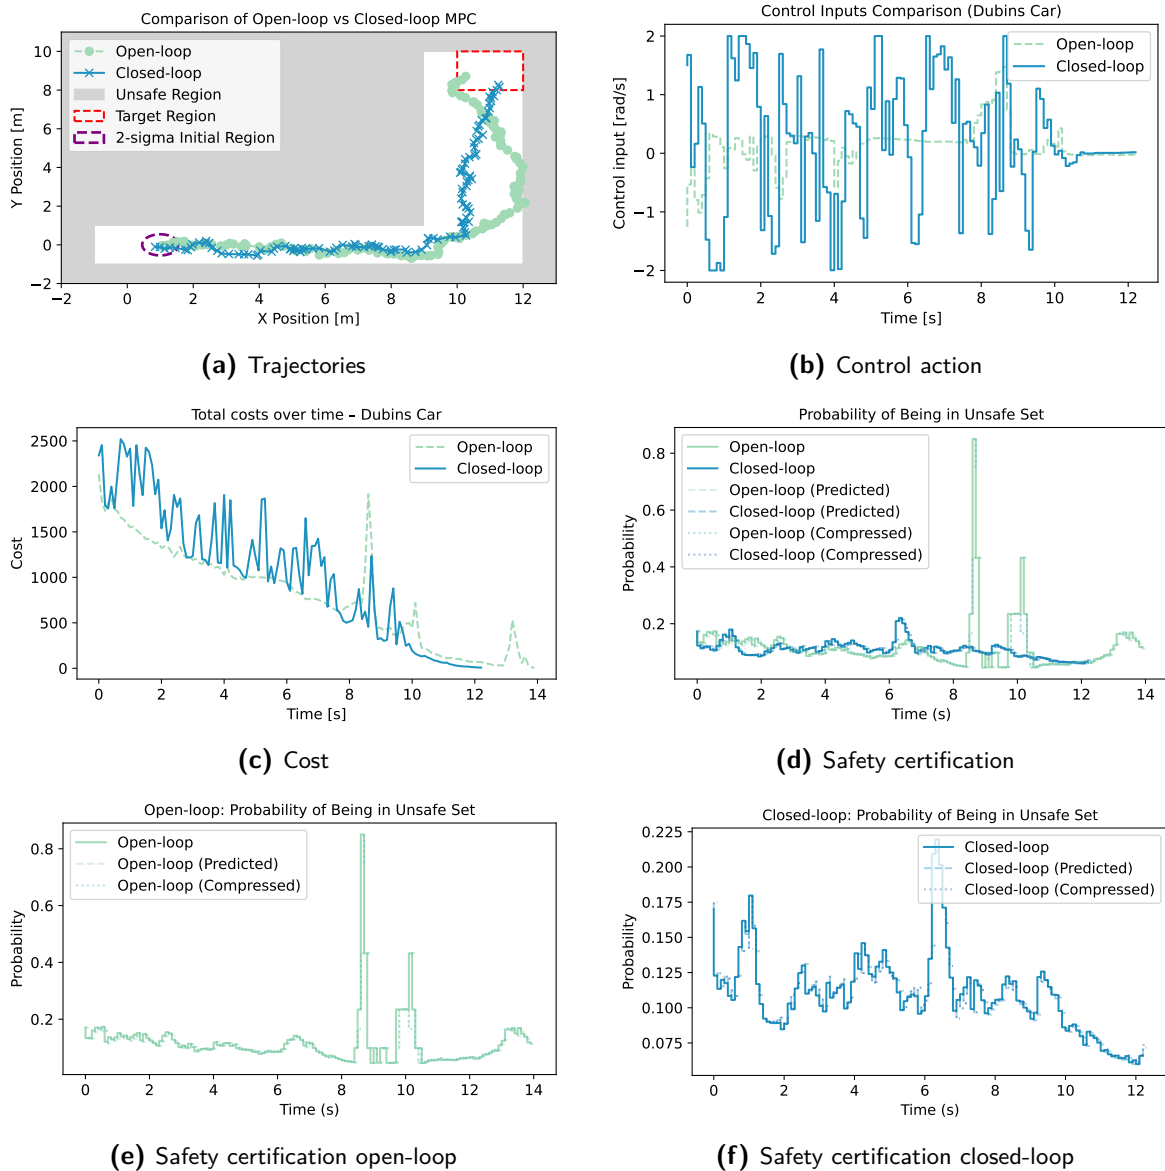 Comparison of Open-loop vs Closed-loop MPC
Open-loop
Closed-loop
Unsafe Region
Target Region
2-sigma Initial Region
Y Position [m]
10
8
6
4
2
0
−2
−2
0
2
4
6
8
10
12
X Position [m]
(a) Trajectories
Control Inputs Comparison (Dubins Car)
Open-loop
Closed-loop
Control input [rad/s]
2
1
0
−1
−2
0
2
4
6
8
10
12
Time [s]
(b) Control action
Total costs over time – Dubins Car
Open-loop
Closed-loop
Cost
2500
2000
1500
1000
500
0
0
2
4
6
8
10
12
14
Time [s]
(c) Cost
Probability of Being in Unsafe Set
Open-loop
Closed-loop
Open-loop (Predicted)
Closed-loop (Predicted)
Open-loop (Compressed)
Closed-loop (Compressed)
Probability
0.8
0.6
0.4
0.2
0
2
4
6
8
10
12
14
Time (s)
(d) Safety certification
Open-loop: Probability of Being in Unsafe Set
Open-loop
Open-loop (Predicted)
Open-loop (Compressed)
Probability
0.8
0.6
0.4
0.2
0
2
4
6
8
10
12
14
Time (s)
(e) Safety certification open-loop
Closed-loop: Probability of Being in Unsafe Set
Closed-loop
Closed-loop (Predicted)
Closed-loop (Compressed)
Probability
0.225
0.200
0.175
0.150
0.125
0.100
0.075
0
2
4
6
8
10
12
Time (s)
(f) Safety certification closed-loop